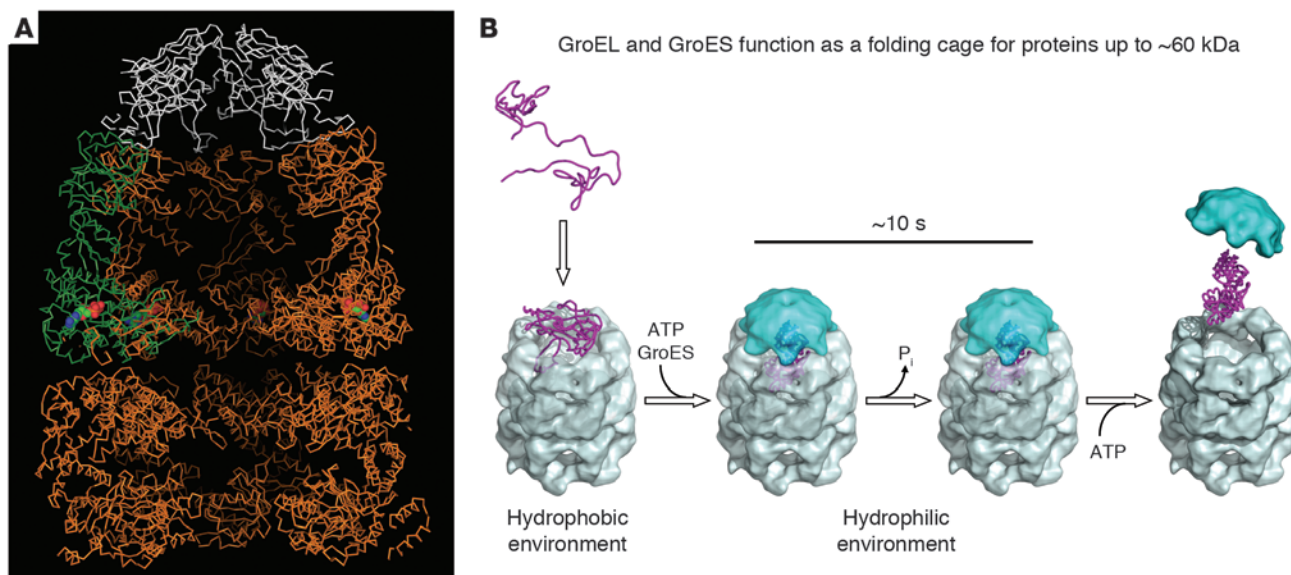 A
B
GroEL and GroES function as a folding cage for proteins up to ~60 kDa
~10 s
ATP
GroES
Pi
ATP
Hydrophobic
environment
Hydrophilic
environment